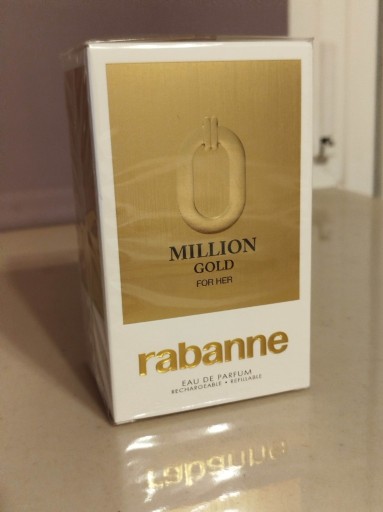 MILLION
GOLD
FOR HER
rabanne
EAU DE PARFUM
RECHARGEABLE • REFILLABLE